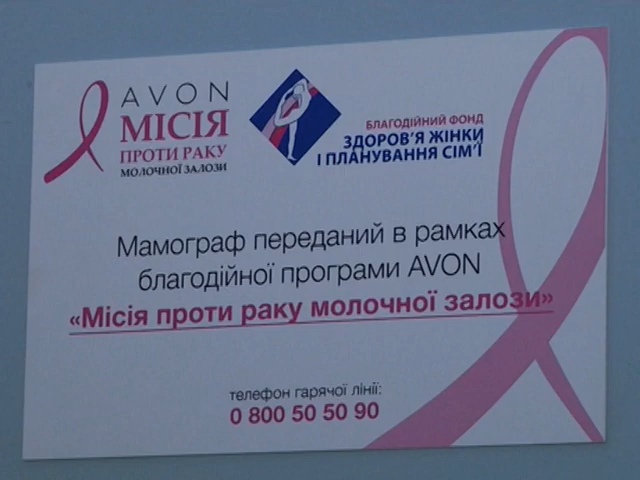 AVON
МІСІЯ
ПРОТИ РАКУ
МОЛОЧНОЇ ЗАЛОЗИ
БЛАГОДІЙНИЙ ФОНД
ЗДОРОВ'Я ЖІНКИ
І ПЛАНУВАННЯ СІМ'Ї
Мамограф переданий в рамках
благодійної програми AVON
«Місія проти раку молочної залози»
телефон гарячої лінії:
0 800 50 50 90